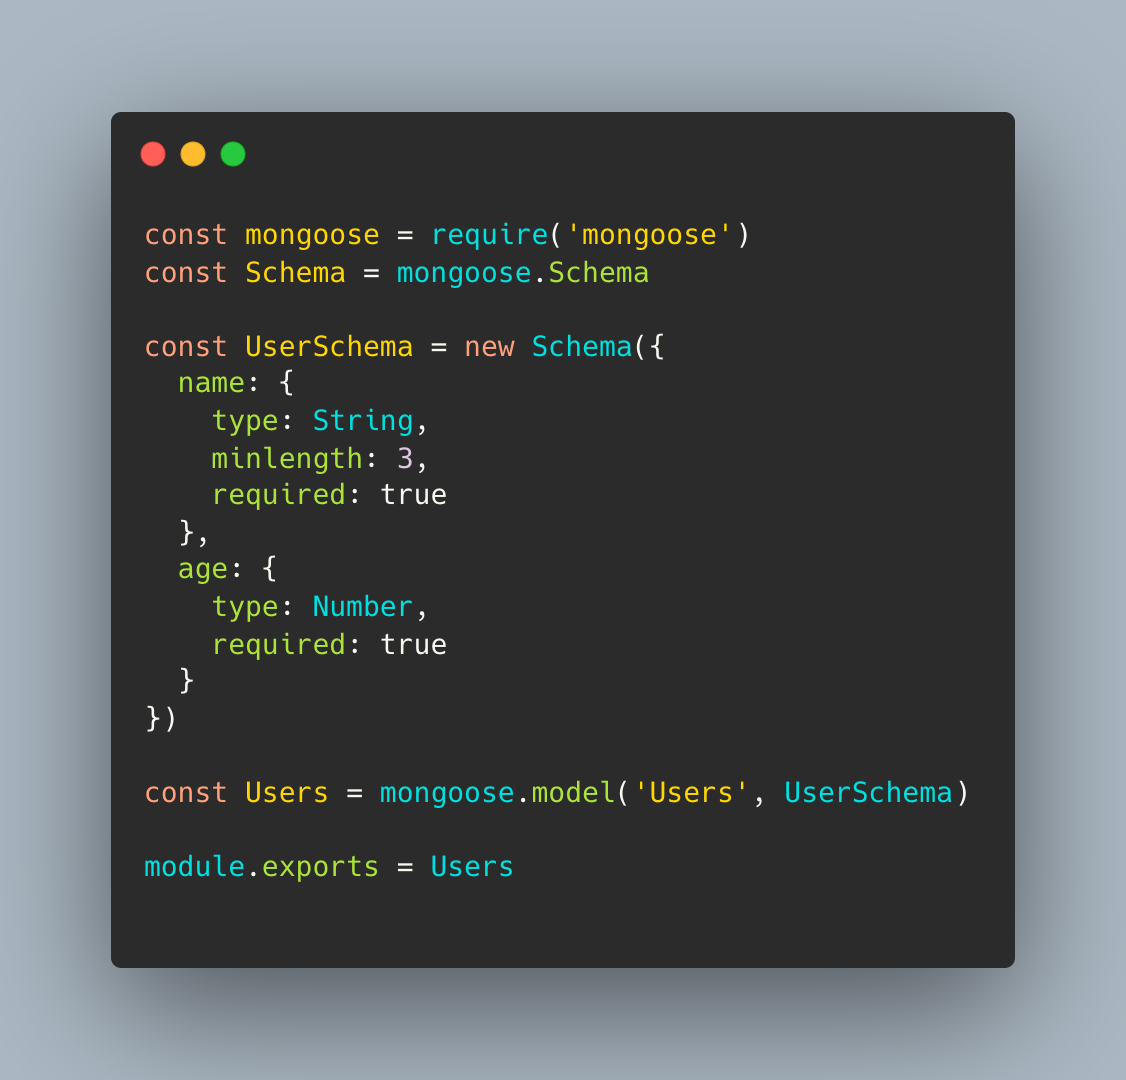 const mongoose = require('mongoose')
const Schema = mongoose.Schema

const UserSchema = new Schema({
  name: {
    type: String,
    minlength: 3,
    required: true
  },
  age: {
    type: Number,
    required: true
  }
})

const Users = mongoose.model('Users', UserSchema)

module.exports = Users